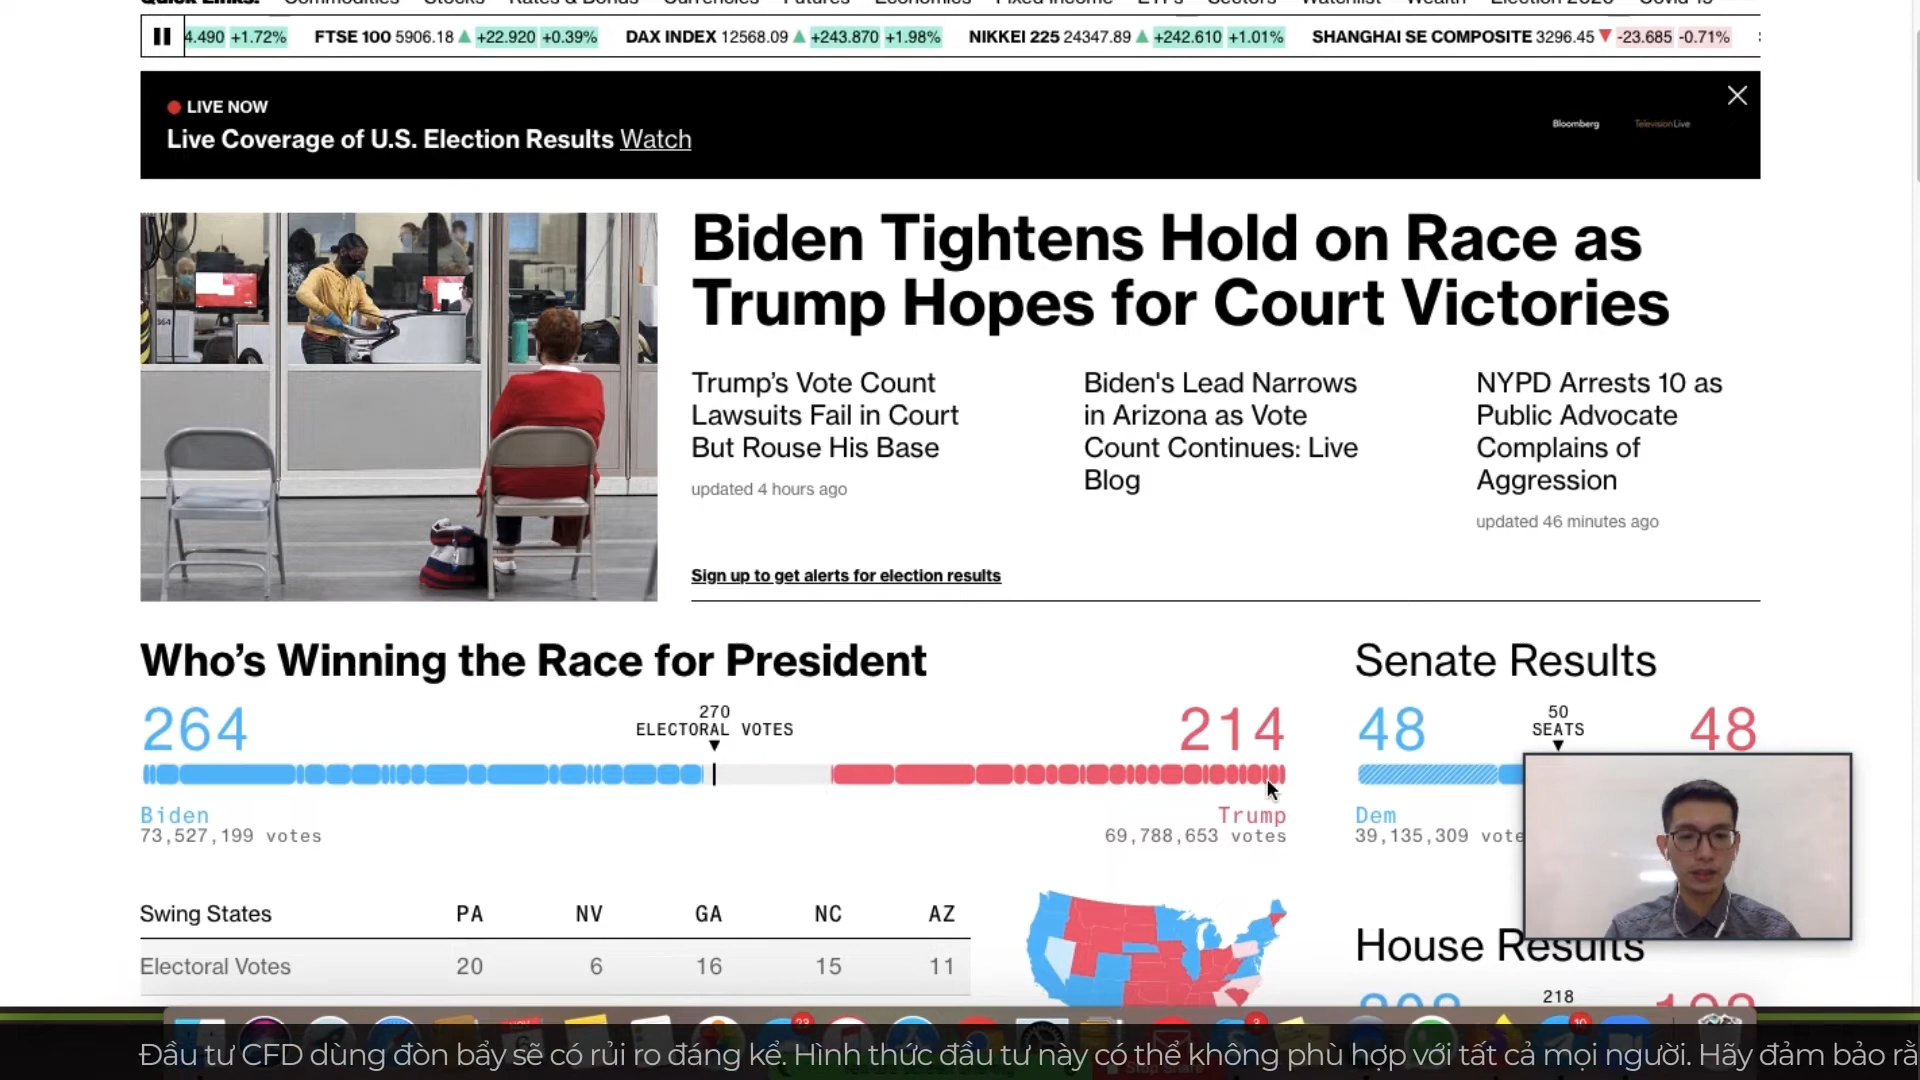 4.490 +1.72% FTSE 100 5906.18 ▲ +22.920 +0.39% DAX INDEX 12568.09 ▲ +243.870 +1.98% NIKKEI 225 24347.89 ▲ +242.610 +1.01% SHANGHAI SE COMPOSITE 3296.45 ▼ -23.685 -0.71%
LIVE NOW
Live Coverage of U.S. Election Results Watch
Bloomberg Television Live
Biden Tightens Hold on Race as
Trump Hopes for Court Victories
Trump’s Vote Count
Lawsuits Fail in Court
But Rouse His Base
updated 4 hours ago
Biden's Lead Narrows
in Arizona as Vote
Count Continues: Live
Blog
NYPD Arrests 10 as
Public Advocate
Complains of
Aggression
updated 46 minutes ago
Sign up to get alerts for election results
Who’s Winning the Race for President
264
270
ELECTORAL VOTES
214
Biden
73,527,199 votes
Trump
69,788,653 votes
Senate Results
48
50
SEATS
48
Dem
39,135,309 vote
Swing States PA NV GA NC AZ
Electoral Votes 20 6 16 15 11
House Results
218
Đầu tư CFD dùng đòn bẩy sẽ có rủi ro đáng kể. Hình thức đầu tư này có thể không phù hợp với tất cả mọi người. Hãy đảm bảo rằ